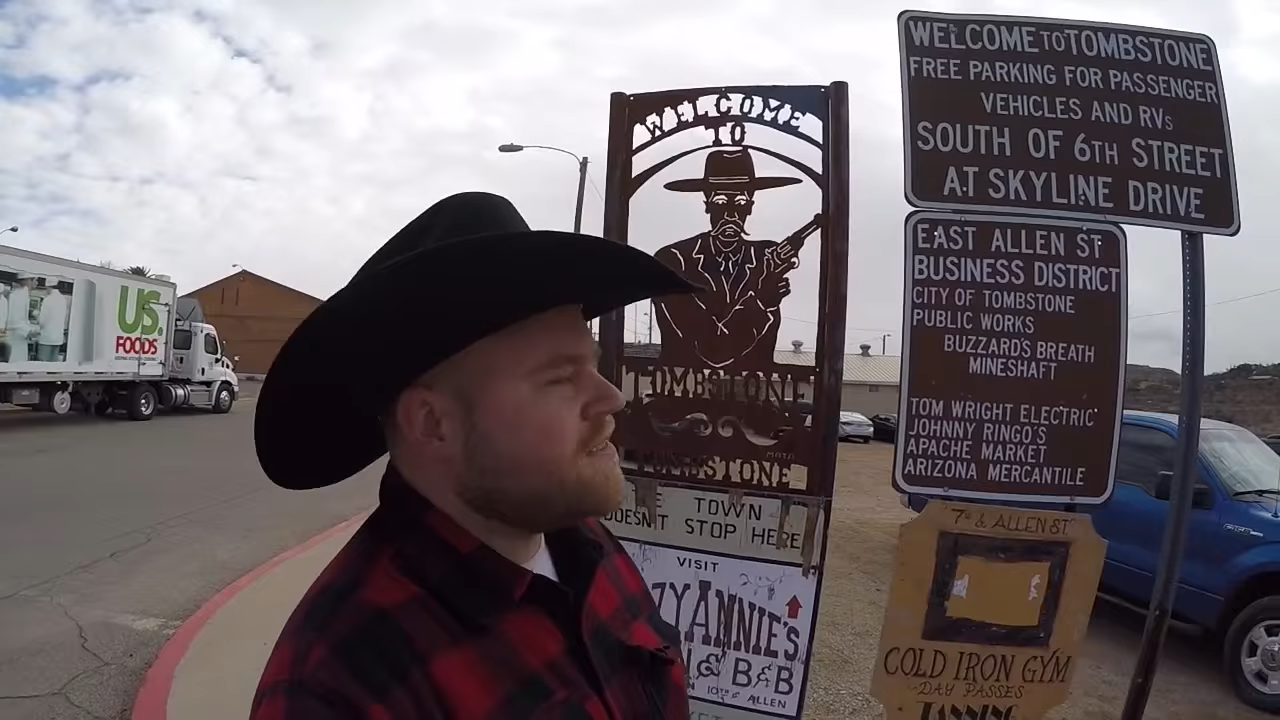 US.
FOODS
WELCOME
TO
TOMBSTONE
TOMBSTONE
TOWN
DOESN'T STOP HERE
VISIT
ZYANNIE'S
& B&B
10TH & ALLEN
WELCOME TO TOMBSTONE
FREE PARKING FOR PASSENGER
VEHICLES AND RVs
SOUTH OF 6TH STREET
AT SKYLINE DRIVE
EAST ALLEN ST
BUSINESS DISTRICT
CITY OF TOMBSTONE
PUBLIC WORKS
BUZZARD'S BREATH
MINESHAFT
TOM WRIGHT ELECTRIC
JOHNNY RINGO'S
APACHE MARKET
ARIZONA MERCANTILE
7th & ALLEN ST.
COLD IRON GYM
DAY PASSES
TANNING